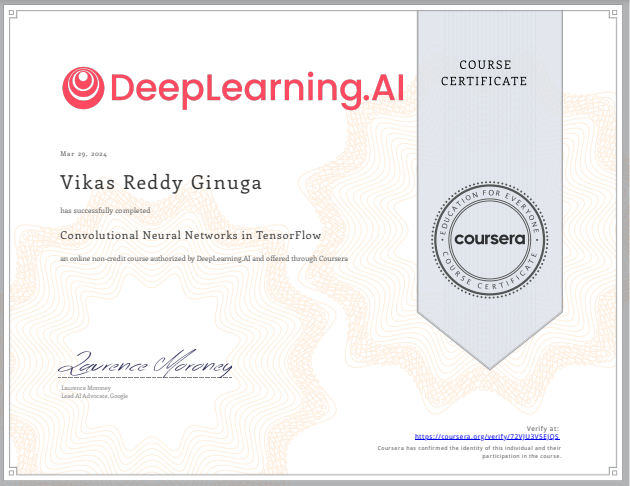 DeepLearning.AI
COURSE
CERTIFICATE
Mar 29, 2024
Vikas Reddy Ginuga
has successfully completed
Convolutional Neural Networks in TensorFlow
an online non-credit course authorized by DeepLearning.AI and offered through Coursera
EDUCATION FOR EVERYONE
coursera
COURSE CERTIFICATE
Laurence Moroney
Laurence Moroney
Lead AI Advocate, Google
Verify at:
https://coursera.org/verify/72VJU3V5EJQS
Coursera has confirmed the identity of this individual and their
participation in the course.